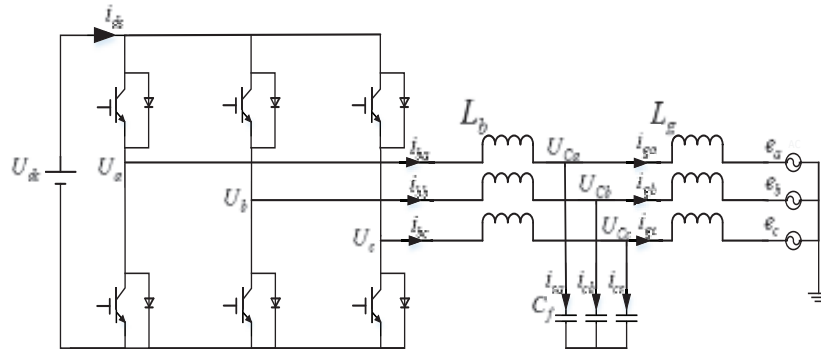 i_dc
L_b
L_g
i_ba
U_Ca
i_ga
e_a
U_dc
U_a
i_bb
U_Cb
i_gb
e_b
U_b
i_bc
U_Cc
i_gc
e_c
U_c
i_ca
i_cb
i_cc
C_f